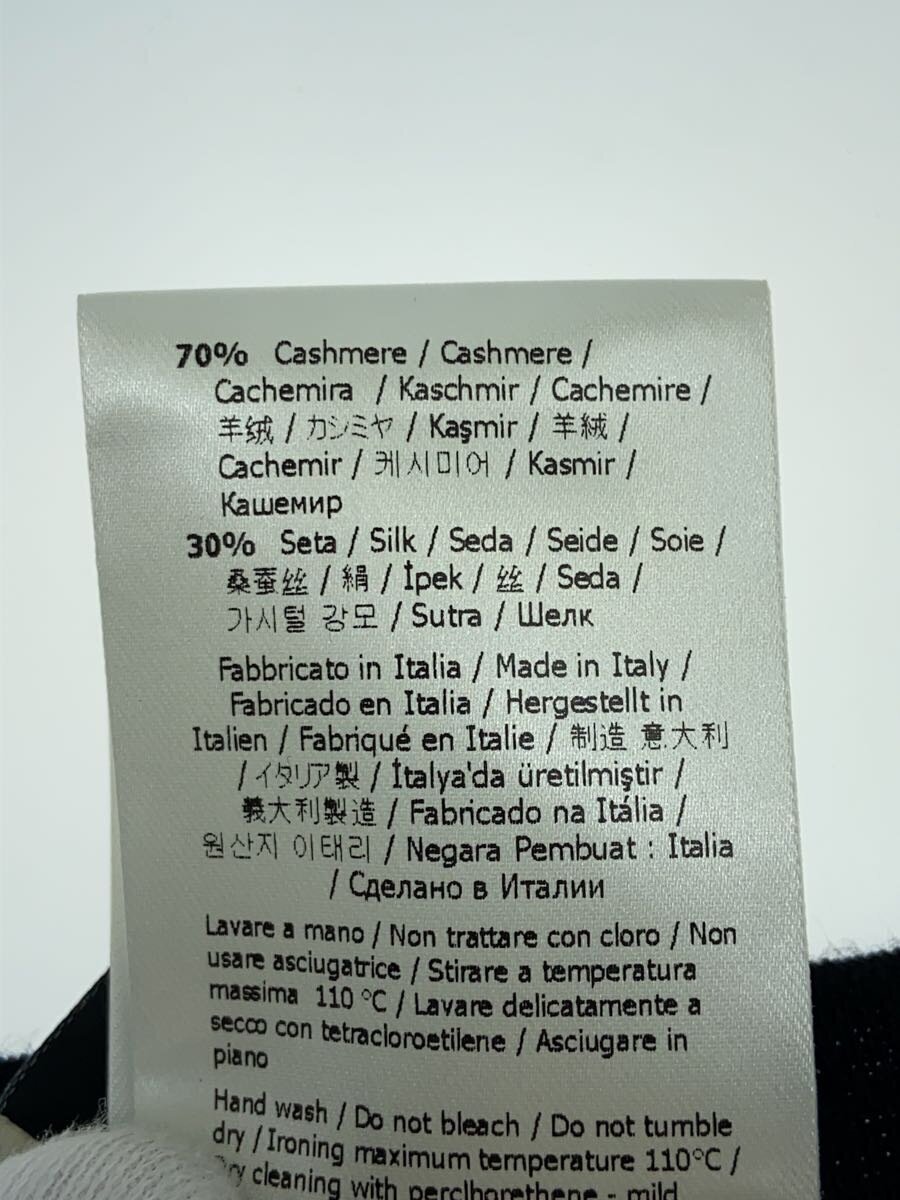 70% Cashmere / Cashmere /
Cachemira / Kaschmir / Cachemire /
羊绒 / カシミヤ / Kaşmir / 羊絨 /
Cachemir / 케시미어 / Kasmir /
Кашемир
30% Seta / Silk / Seda / Seide / Soie /
桑蚕丝 / 絹 / İpek / 丝 / Seda /
가시털 강모 / Sutra / Шелк
Fabbricato in Italia / Made in Italy /
Fabricado en Italia / Hergestellt in
Italien / Fabriqué en Italie / 制造 意大利
/ イタリア製 / İtalya'da üretilmiştir /
義大利製造 / Fabricado na Itália /
원산지 이태리 / Negara Pembuat : Italia
/ Сделано в Италии
Lavare a mano / Non trattare con cloro / Non
usare asciugatrice / Stirare a temperatura
massima 110 °C / Lavare delicatamente a
secco con tetracloroetilene / Asciugare in
piano
Hand wash / Do not bleach / Do not tumble
dry / Ironing maximum temperature 110°C /
cleaning with perclhorethene - mild